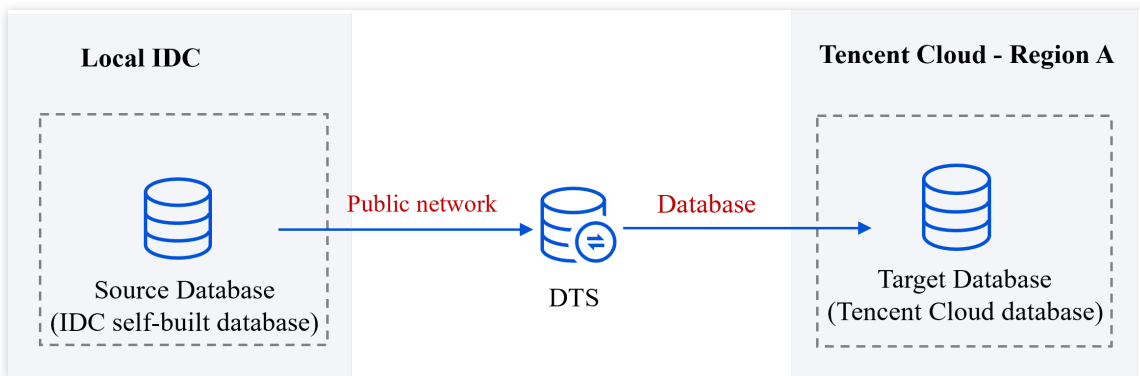 Local IDC
Tencent Cloud - Region A
Public network
Database
Source Database
(IDC self-built database)
DTS
Target Database
(Tencent Cloud database)